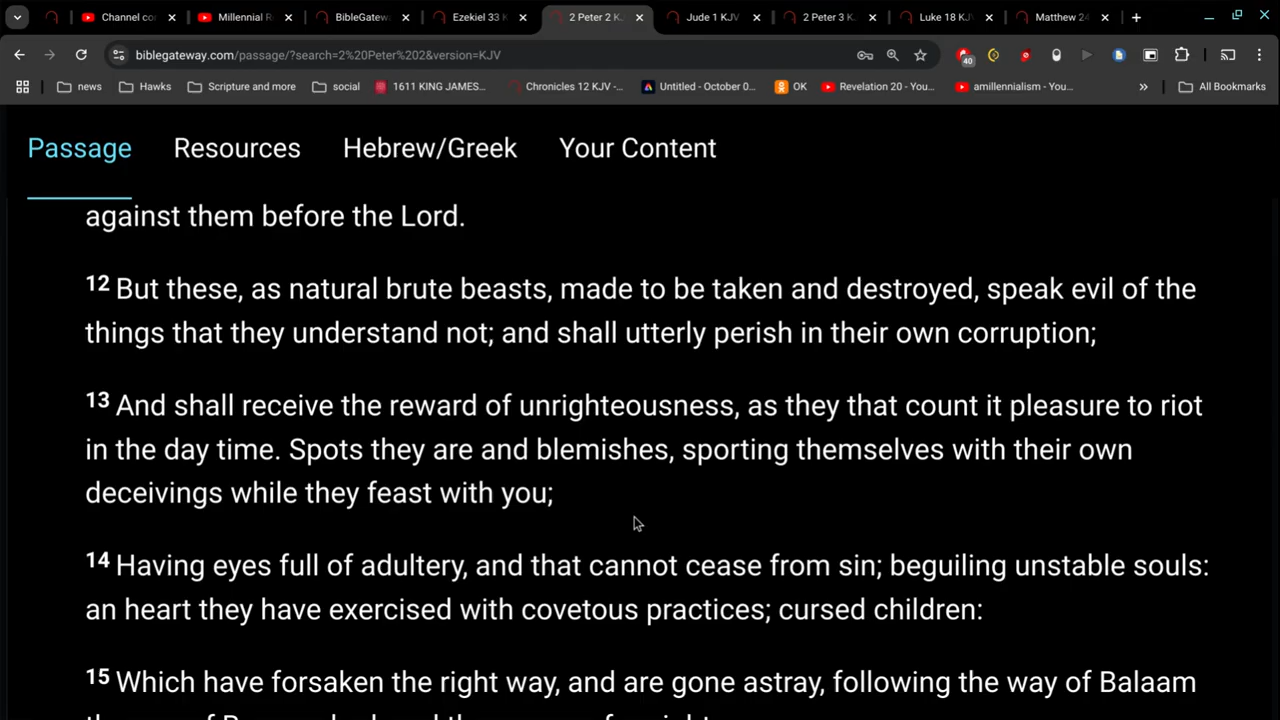 Channel co
Millennial R
BibleGatew
Ezekiel 33 K
2 Peter 2 K
Jude 1 KJV
2 Peter 3 K
Luke 18 KJV
Matthew 24
biblegateway.com/passage/?search=2%20Peter%202&version=KJV
40
news
Hawks
Scripture and more
social
1611 KING JAMES...
Chronicles 12 KJV -...
Untitled - October 0...
OK
Revelation 20 - You...
amillennialism - You...
»
All Bookmarks
Passage
Resources
Hebrew/Greek
Your Content
against them before the Lord.
12 But these, as natural brute beasts, made to be taken and destroyed, speak evil of the
things that they understand not; and shall utterly perish in their own corruption;
13 And shall receive the reward of unrighteousness, as they that count it pleasure to riot
in the day time. Spots they are and blemishes, sporting themselves with their own
deceivings while they feast with you;
14 Having eyes full of adultery, and that cannot cease from sin; beguiling unstable souls:
an heart they have exercised with covetous practices; cursed children:
15 Which have forsaken the right way, and are gone astray, following the way of Balaam